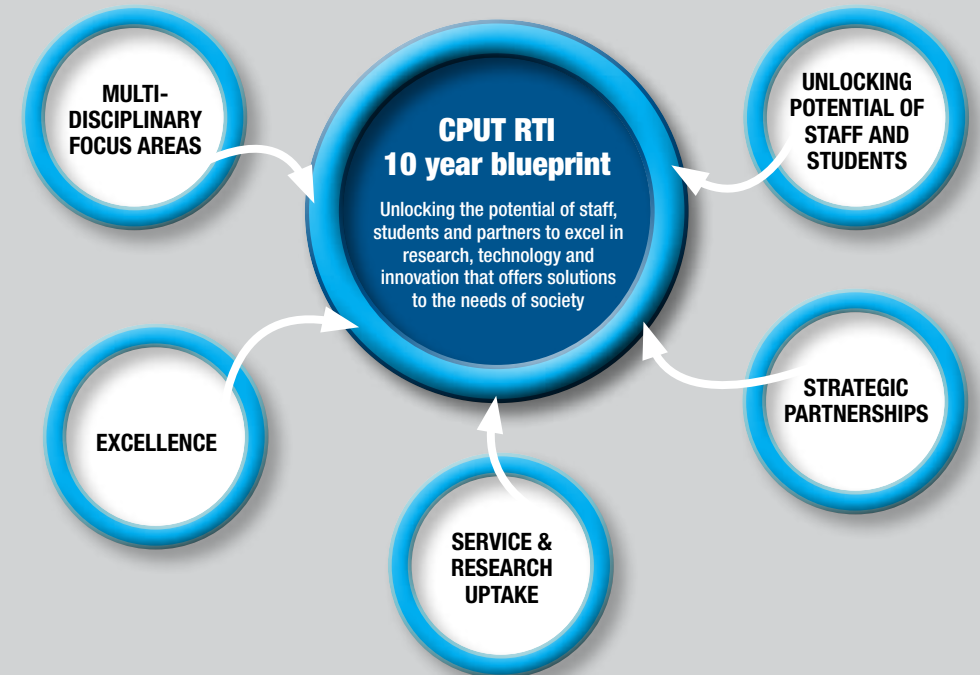 MULTI-
DISCIPLINARY
FOCUS AREAS
CPUT RTI
10 year blueprint
Unlocking the potential of staff,
students and partners to excel in
research, technology and
innovation that offers solutions
to the needs of society
UNLOCKING
POTENTIAL OF
STAFF AND
STUDENTS
EXCELLENCE
STRATEGIC
PARTNERSHIPS
SERVICE &
RESEARCH
UPTAKE